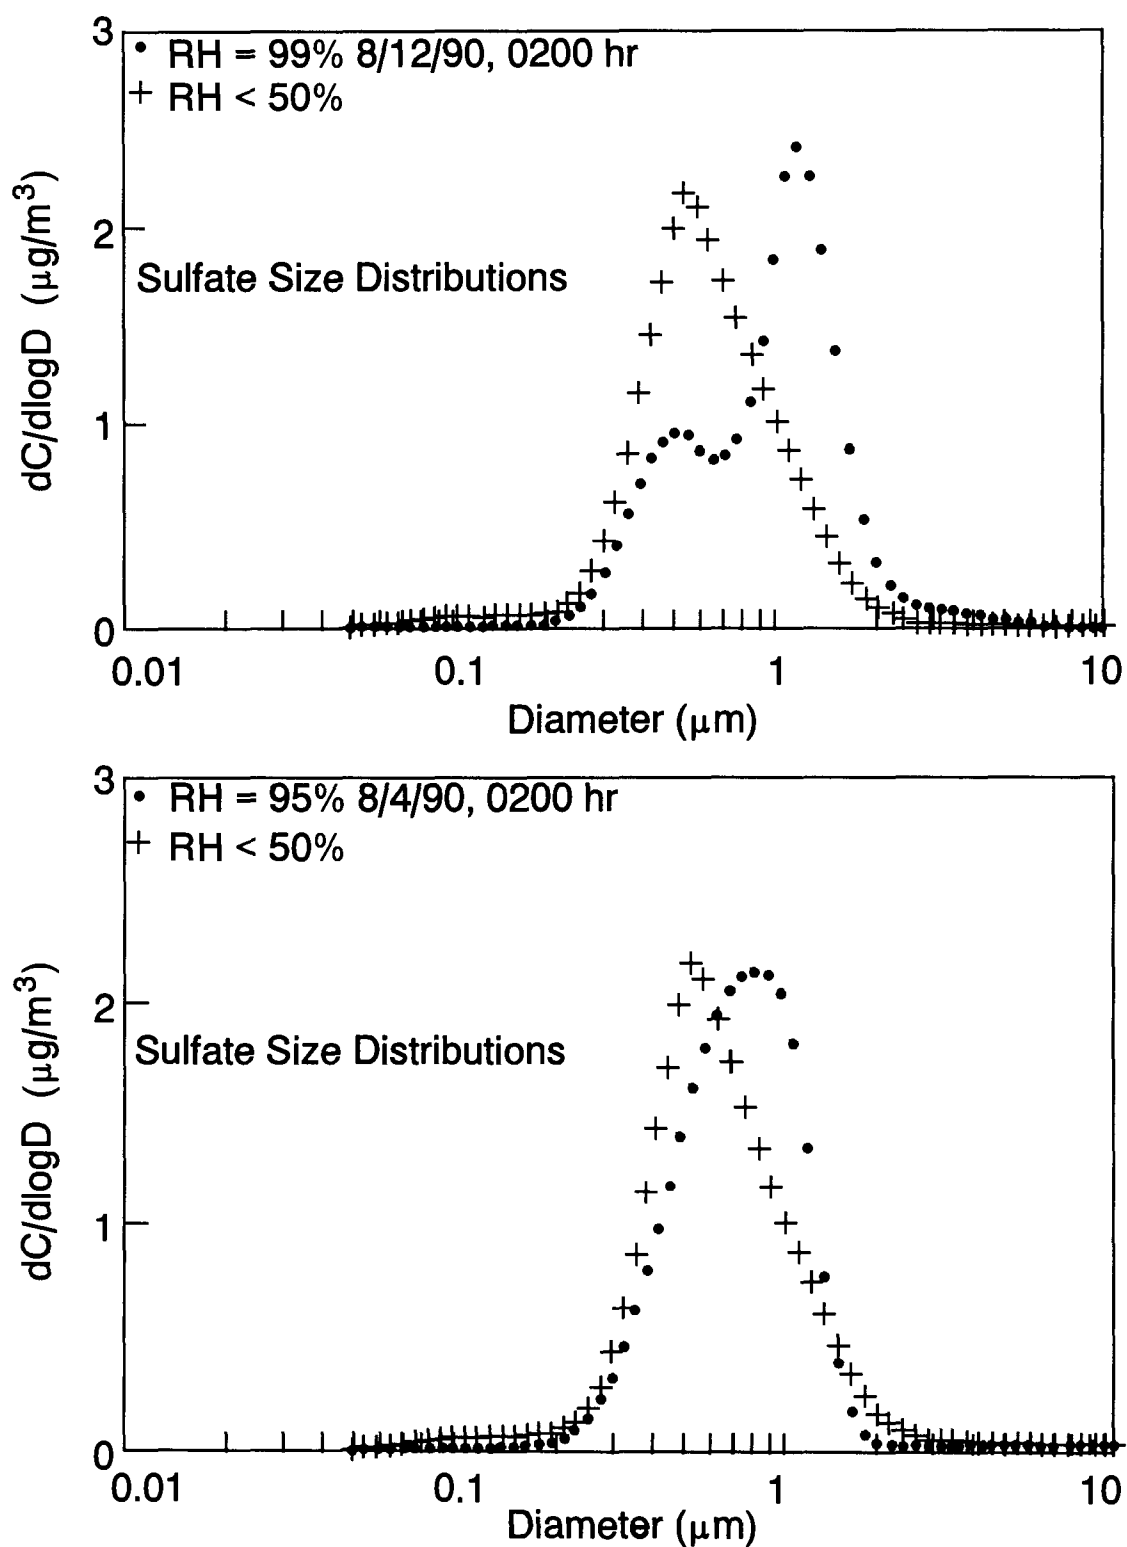 3
• RH = 99% 8/12/90, 0200 hr
+ RH < 50%
2
Sulfate Size Distributions
dC/dlogD (μg/m³)
1
0
0.01 0.1 1 10
Diameter (μm)
3
• RH = 95% 8/4/90, 0200 hr
+ RH < 50%
2
Sulfate Size Distributions
dC/dlogD (μg/m³)
1
0
0.01 0.1 1 10
Diameter (μm)